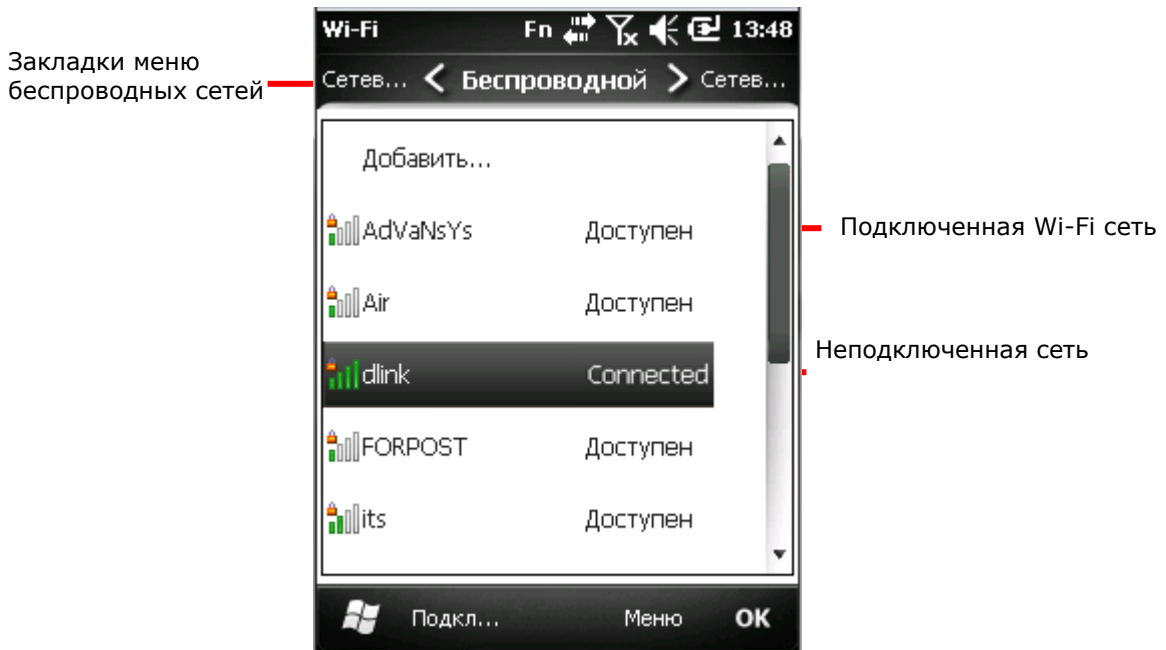 Wi-Fi Fn 13:48
Закладки меню
беспроводных сетей
Сетев... Беспроводной Сетев...
Добавить...
AdVaNsYs Доступен
Подключенная Wi-Fi сеть
Air Доступен
Неподключенная сеть
dlink Connected
FORPOST Доступен
its Доступен
Подкл... Меню OK